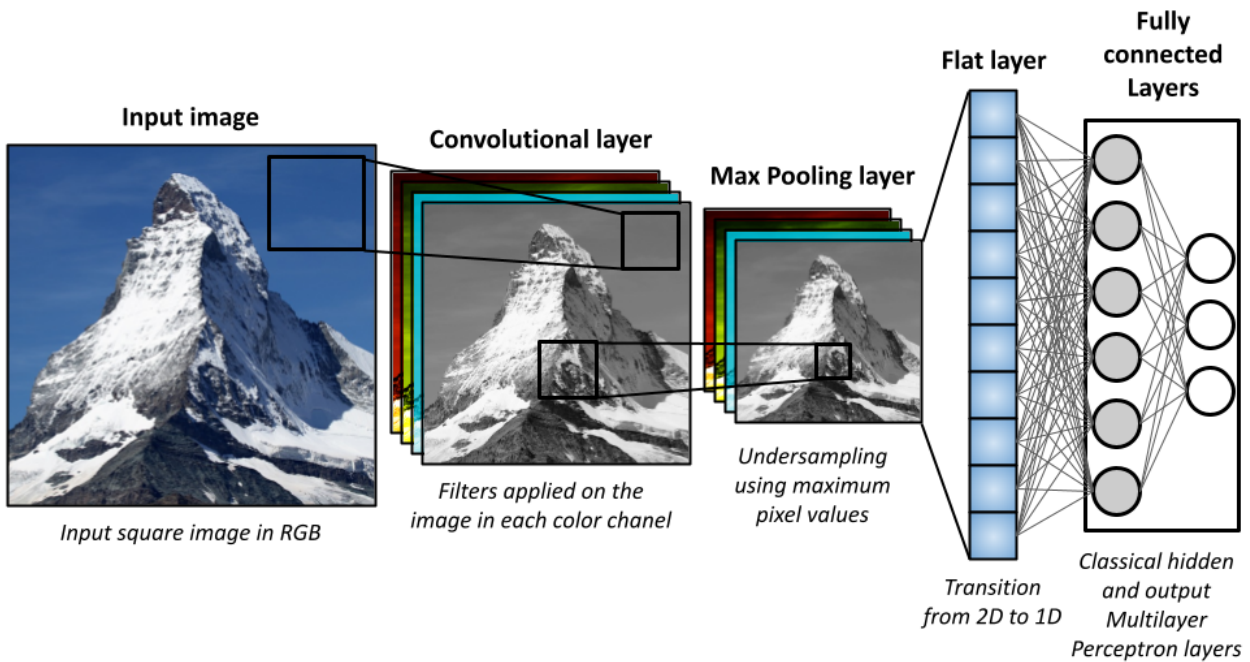 Input image
Convolutional layer
Max Pooling layer
Flat layer
Fully
connected
Layers
Input square image in RGB
Filters applied on the
image in each color chanel
Undersampling
using maximum
pixel values
Transition
from 2D to 1D
Classical hidden
and output
Multilayer
Perceptron layers